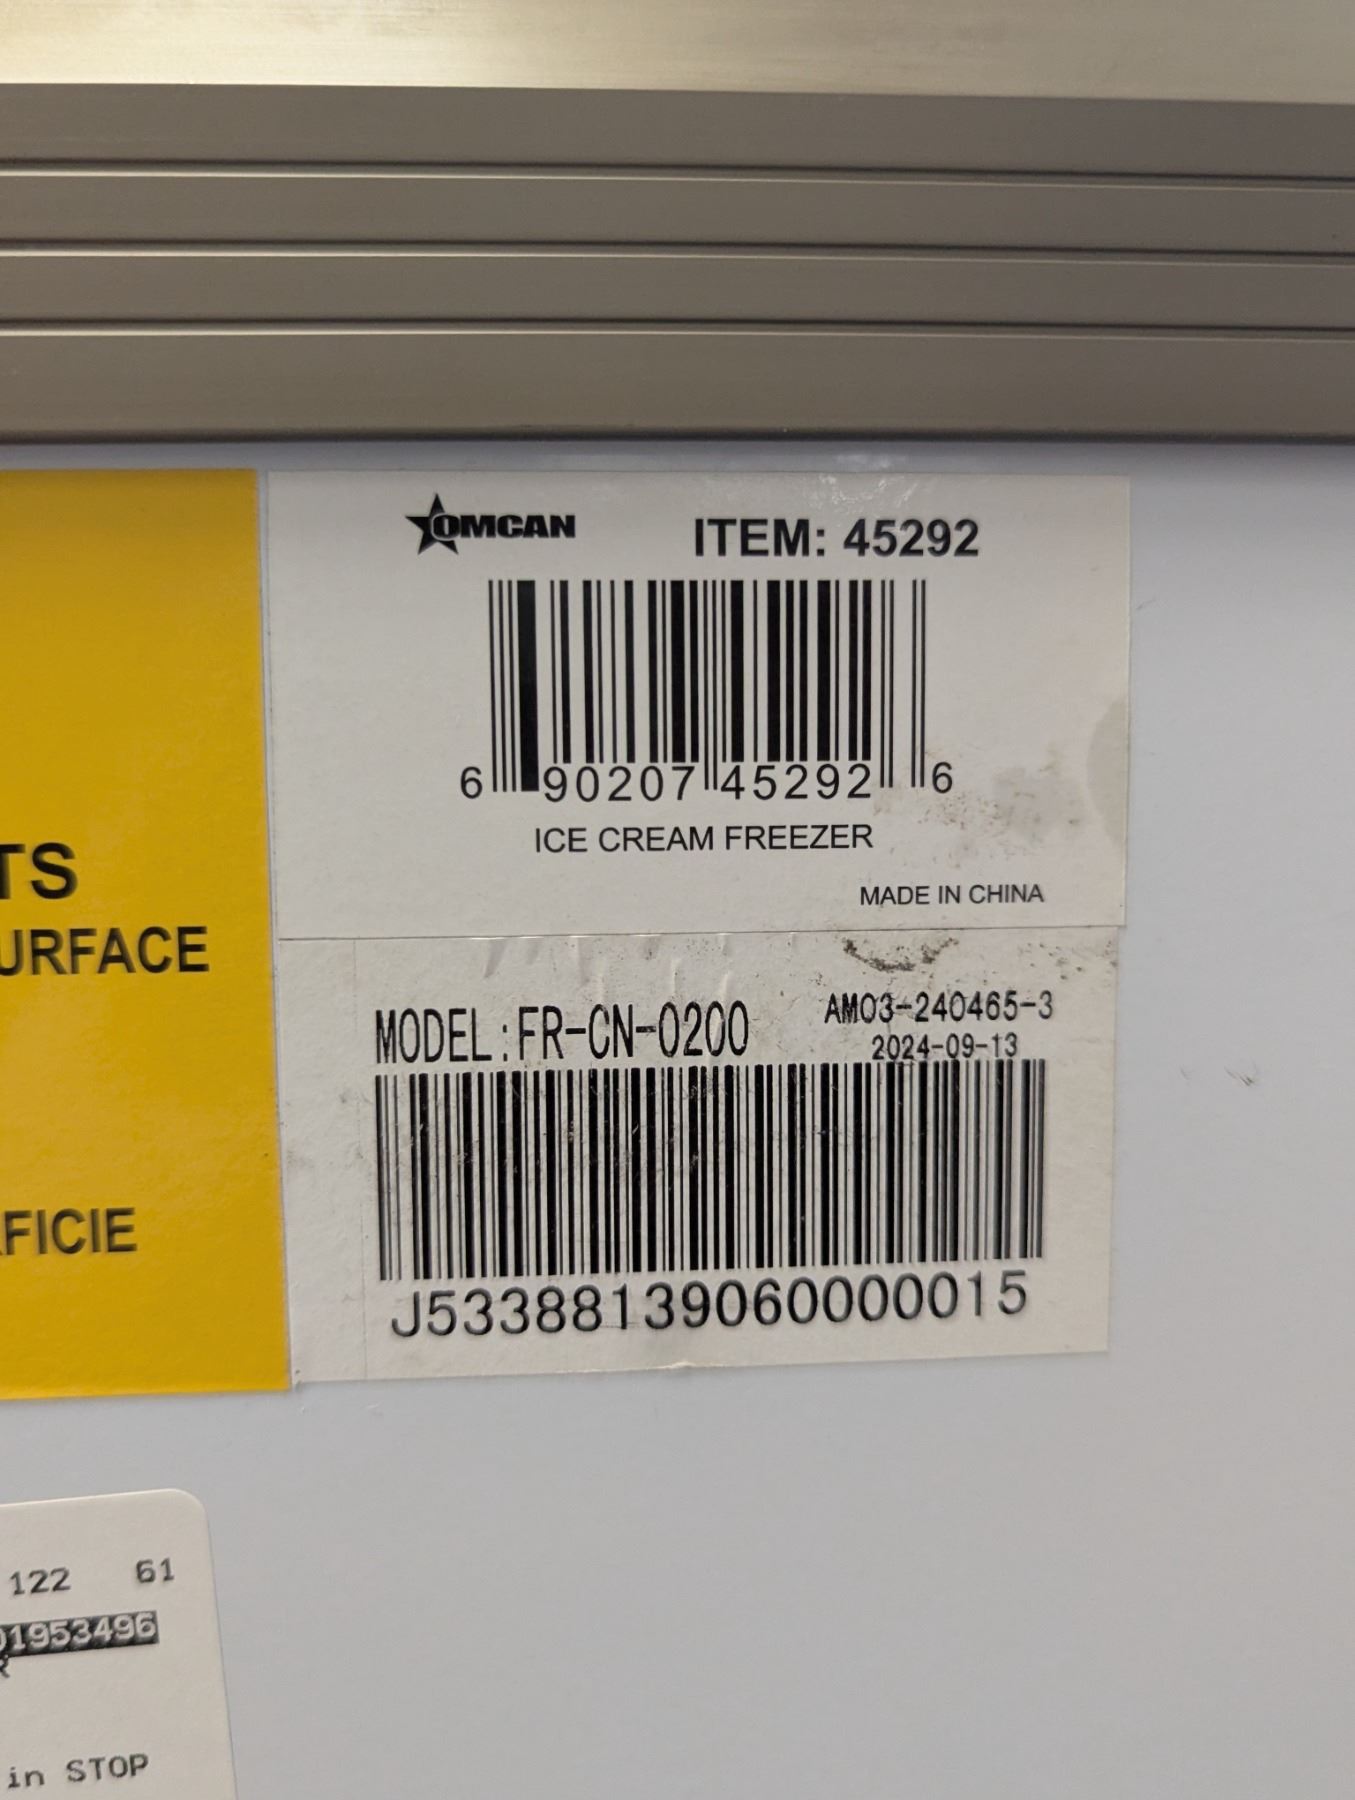 OMCAN
ITEM: 45292
6 90207 45292 6
ICE CREAM FREEZER
MADE IN CHINA
MODEL:FR-CN-0200
AM03-240465-3
2024-09-13
J53388139060000015
TS
URFACE
FICIE
122 61
01953496
in STOP